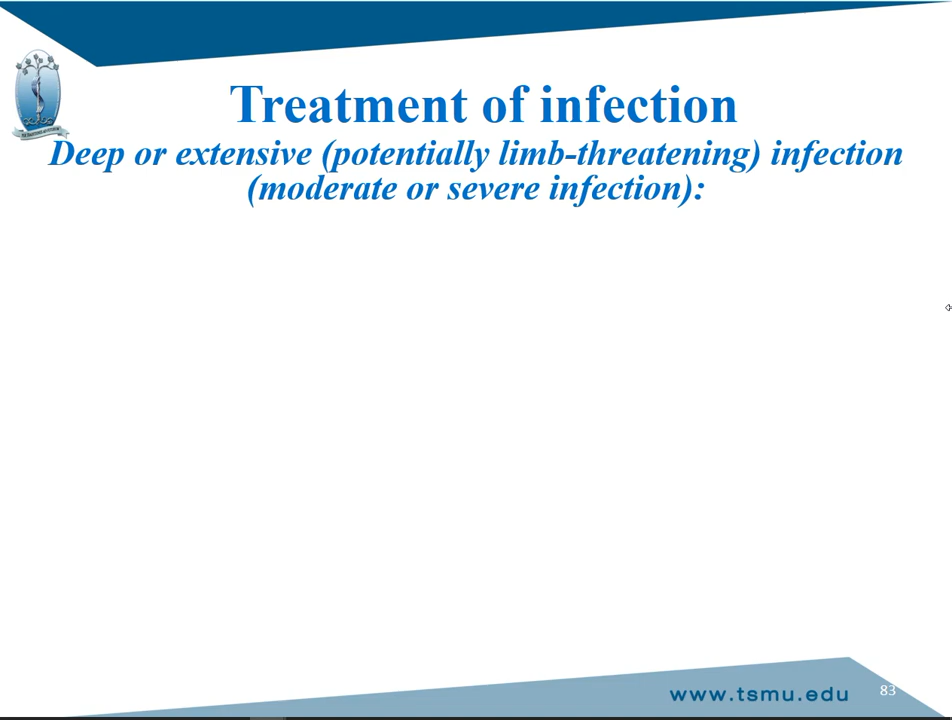 Treatment of infection
Deep or extensive (potentially limb-threatening) infection
(moderate or severe infection):
www.tsmu.edu
83